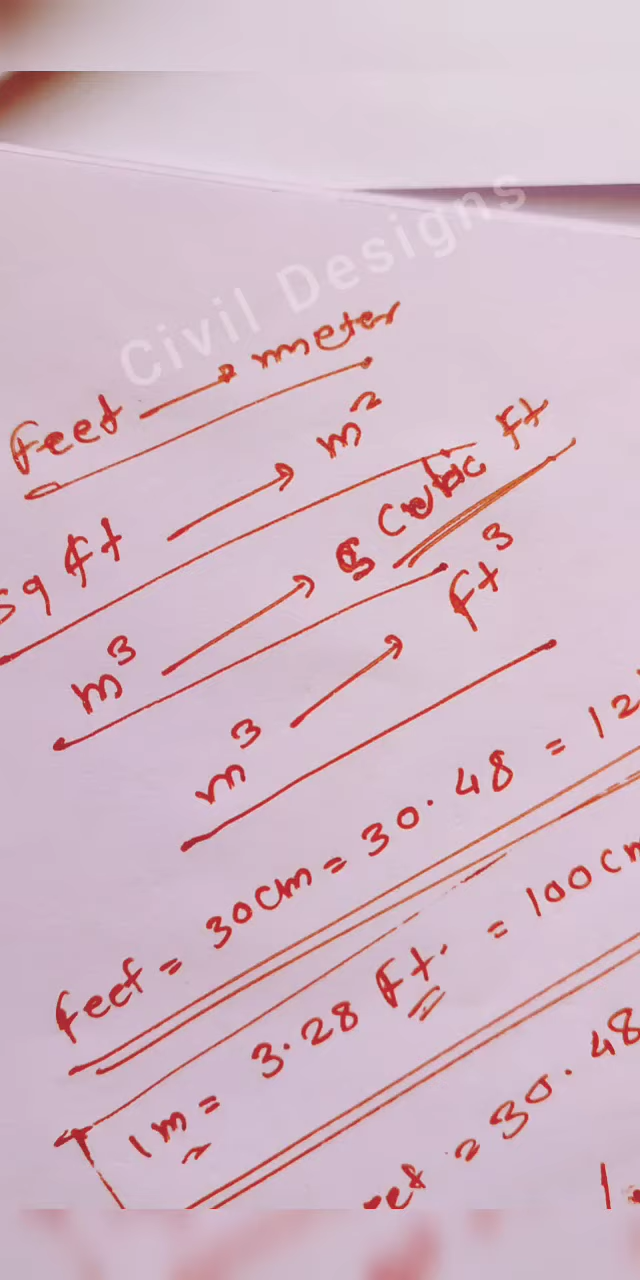 Civil Designs
Feet → meter
Sq ft → m²
m³ → Cubic Ft
m³ → Ft³
Feet = 30cm = 30.48 = 12"
1m = 3.28 Ft. = 100cm
= 30.48